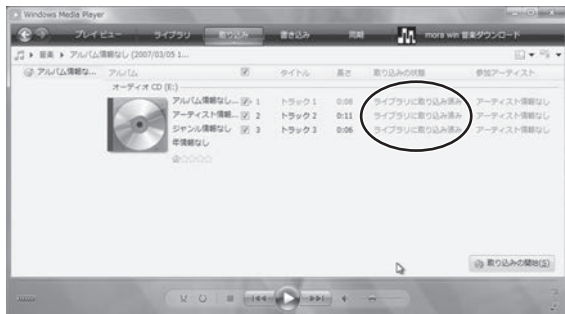 Windows Media Player
プレイ ビュー ライブラリ 取り込み 書き込み 同期 mora win 音楽ダウンロード
音楽 ▶ アルバム情報なし (2007/03/05 1...
アルバム情報な... アルバム タイトル 長さ 取り込みの状態 参加アーティスト
オーディオ CD (E:)
アルバム情報なし... 1 トラック 1 0:08 ライブラリに取り込み済み アーティスト情報なし
アーティスト情報... 2 トラック 2 0:11 ライブラリに取り込み済み アーティスト情報なし
ジャンル情報なし 3 トラック 3 0:06 ライブラリに取り込み済み アーティスト情報なし
年情報なし
取り込みの開始(S)